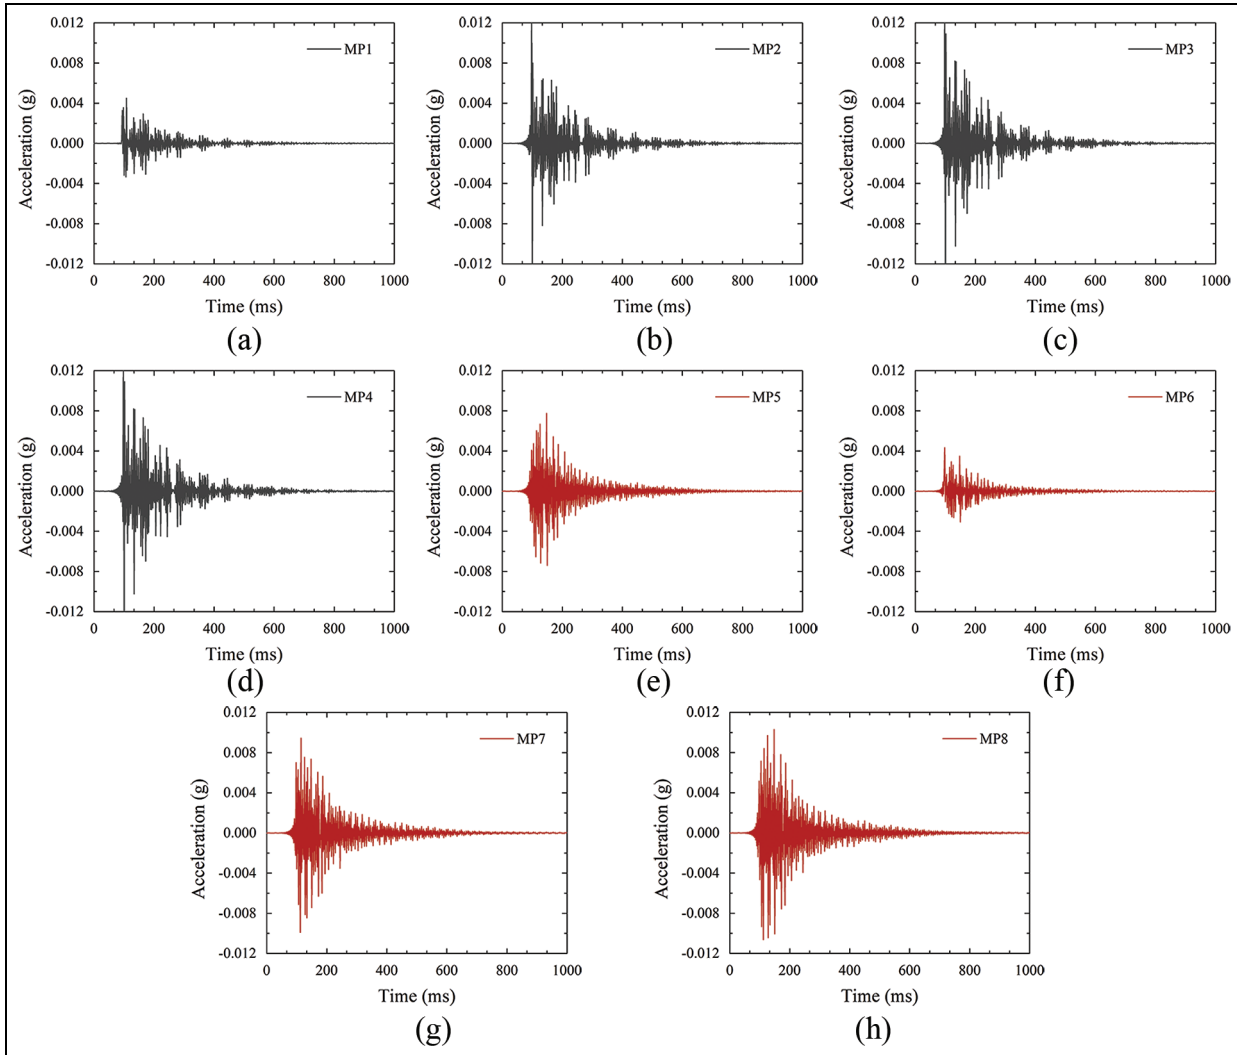 0.012 0.012 0.012
MP1 MP2 MP3
0.008 0.008 0.008
0.004 0.004 0.004
0.000 0.000 0.000
-0.004 -0.004 -0.004
-0.008 -0.008 -0.008
-0.012 -0.012 -0.012
Acceleration (g) Acceleration (g) Acceleration (g)
0 200 400 600 800 1000 0 200 400 600 800 1000 0 200 400 600 800 1000
Time (ms) Time (ms) Time (ms)
(a) (b) (c)
0.012 0.012 0.012
MP4 MP5 MP6
0.008 0.008 0.008
0.004 0.004 0.004
0.000 0.000 0.000
-0.004 -0.004 -0.004
-0.008 -0.008 -0.008
-0.012 -0.012 -0.012
Acceleration (g) Acceleration (g) Acceleration (g)
0 200 400 600 800 1000 0 200 400 600 800 1000 0 200 400 600 800 1000
Time (ms) Time (ms) Time (ms)
(d) (e) (f)
0.012 0.012
MP7 MP8
0.008 0.008
0.004 0.004
0.000 0.000
-0.004 -0.004
-0.008 -0.008
-0.012 -0.012
Acceleration (g) Acceleration (g)
0 200 400 600 800 1000 0 200 400 600 800 1000
Time (ms) Time (ms)
(g) (h)